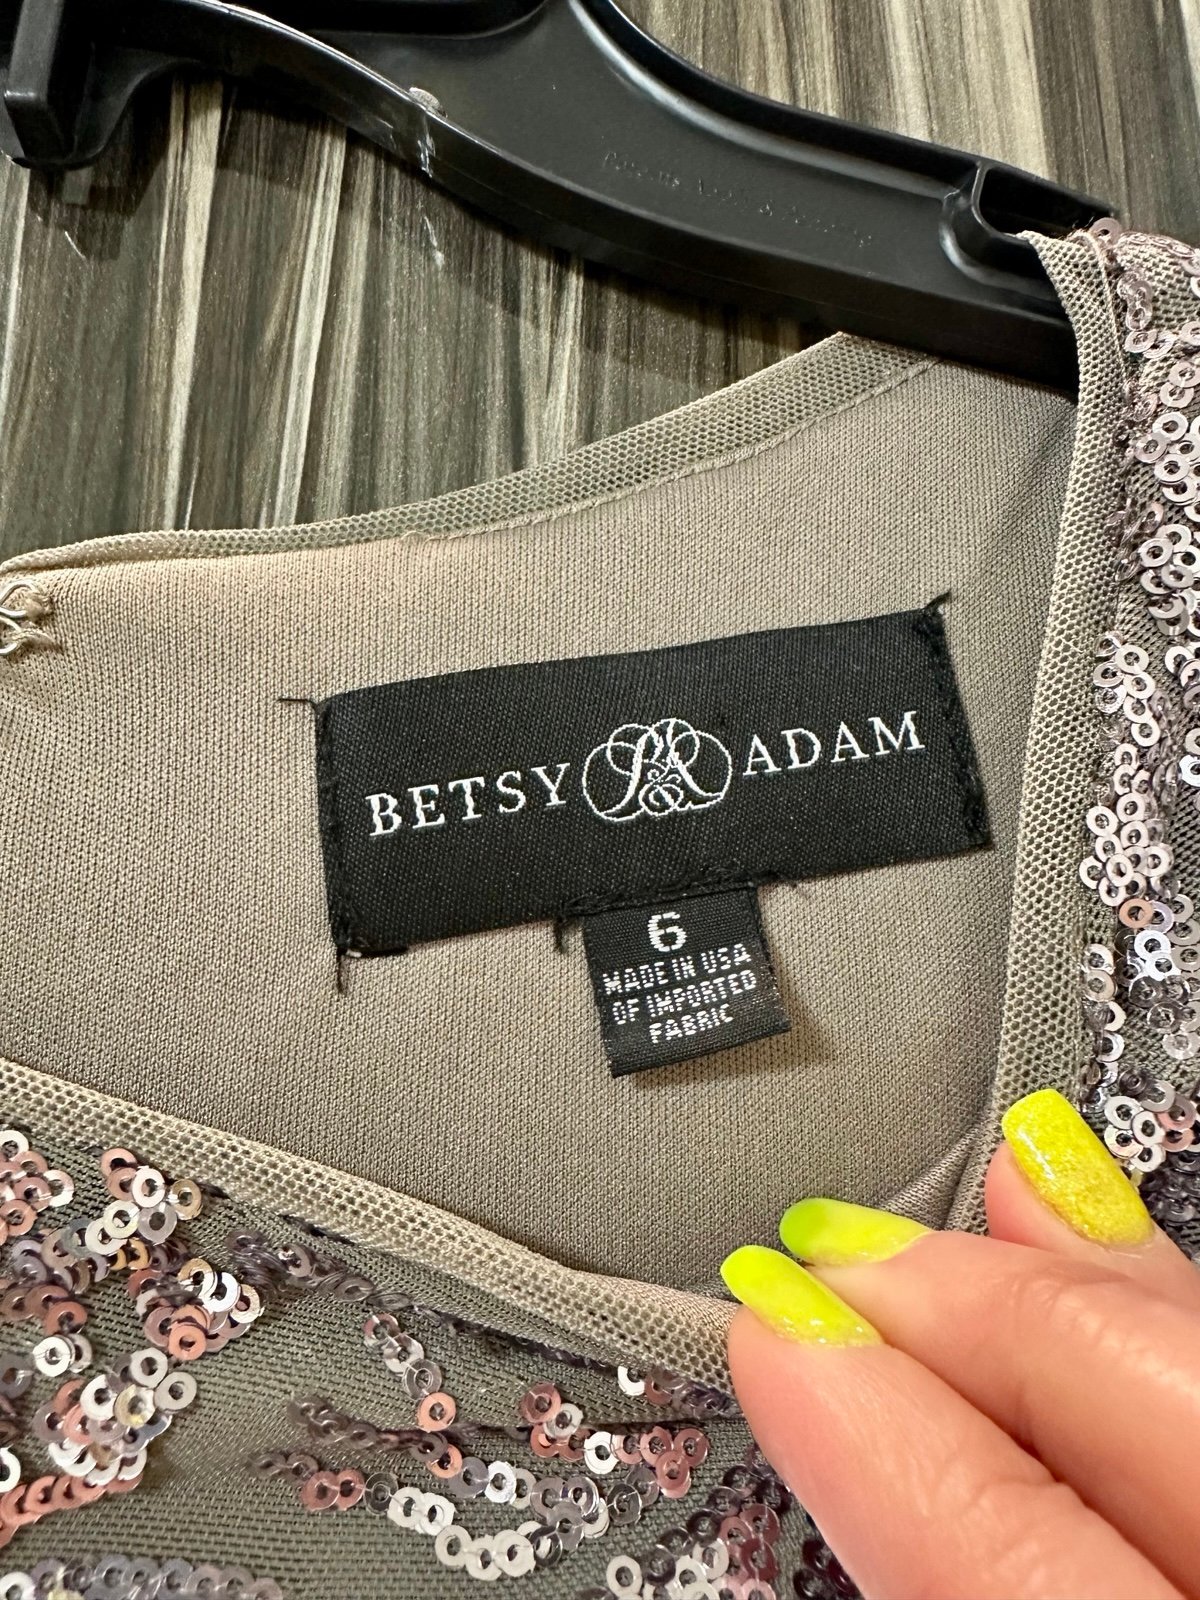 BETSY B&A ADAM
6
MADE IN USA
OF IMPORTED
FABRIC